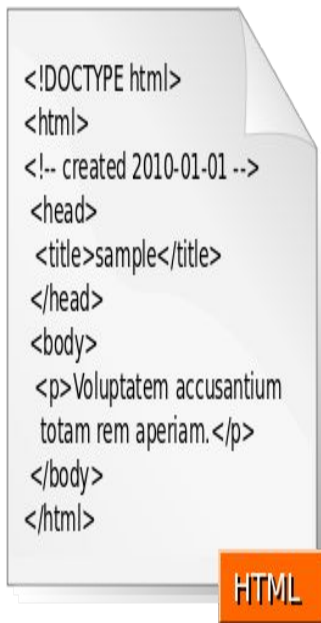 <!DOCTYPE html>
<html>
<!-- created 2010-01-01 -->
<head>
<title>sample</title>
</head>
<body>
<p>Voluptatem accusantium
totam rem aperiam.</p>
</body>
</html>
HTML